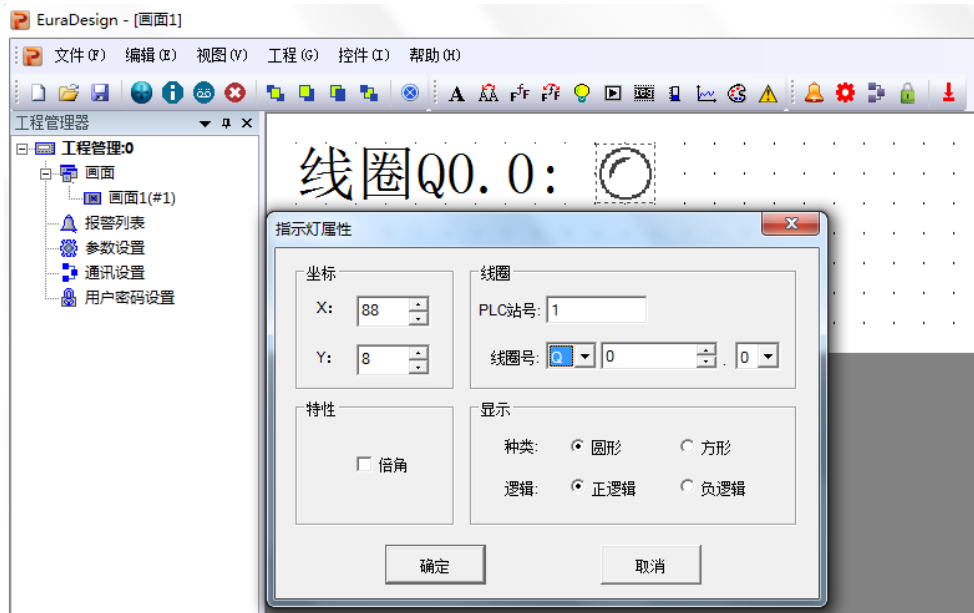 EuraDesign - [画面1]
文件(F) 编辑(E) 视图(V) 工程(G) 控件(I) 帮助(H)
工程管理器
工程管理:0
画面
画面1(#1)
报警列表
参数设置
通讯设置
用户密码设置
线圈Q0.0:
指示灯属性
坐标
X: 88
Y: 8
线圈
PLC站号: 1
线圈号: Q 0 . 0
特性
倍角
显示
种类: 圆形 方形
逻辑: 正逻辑 负逻辑
确定 取消